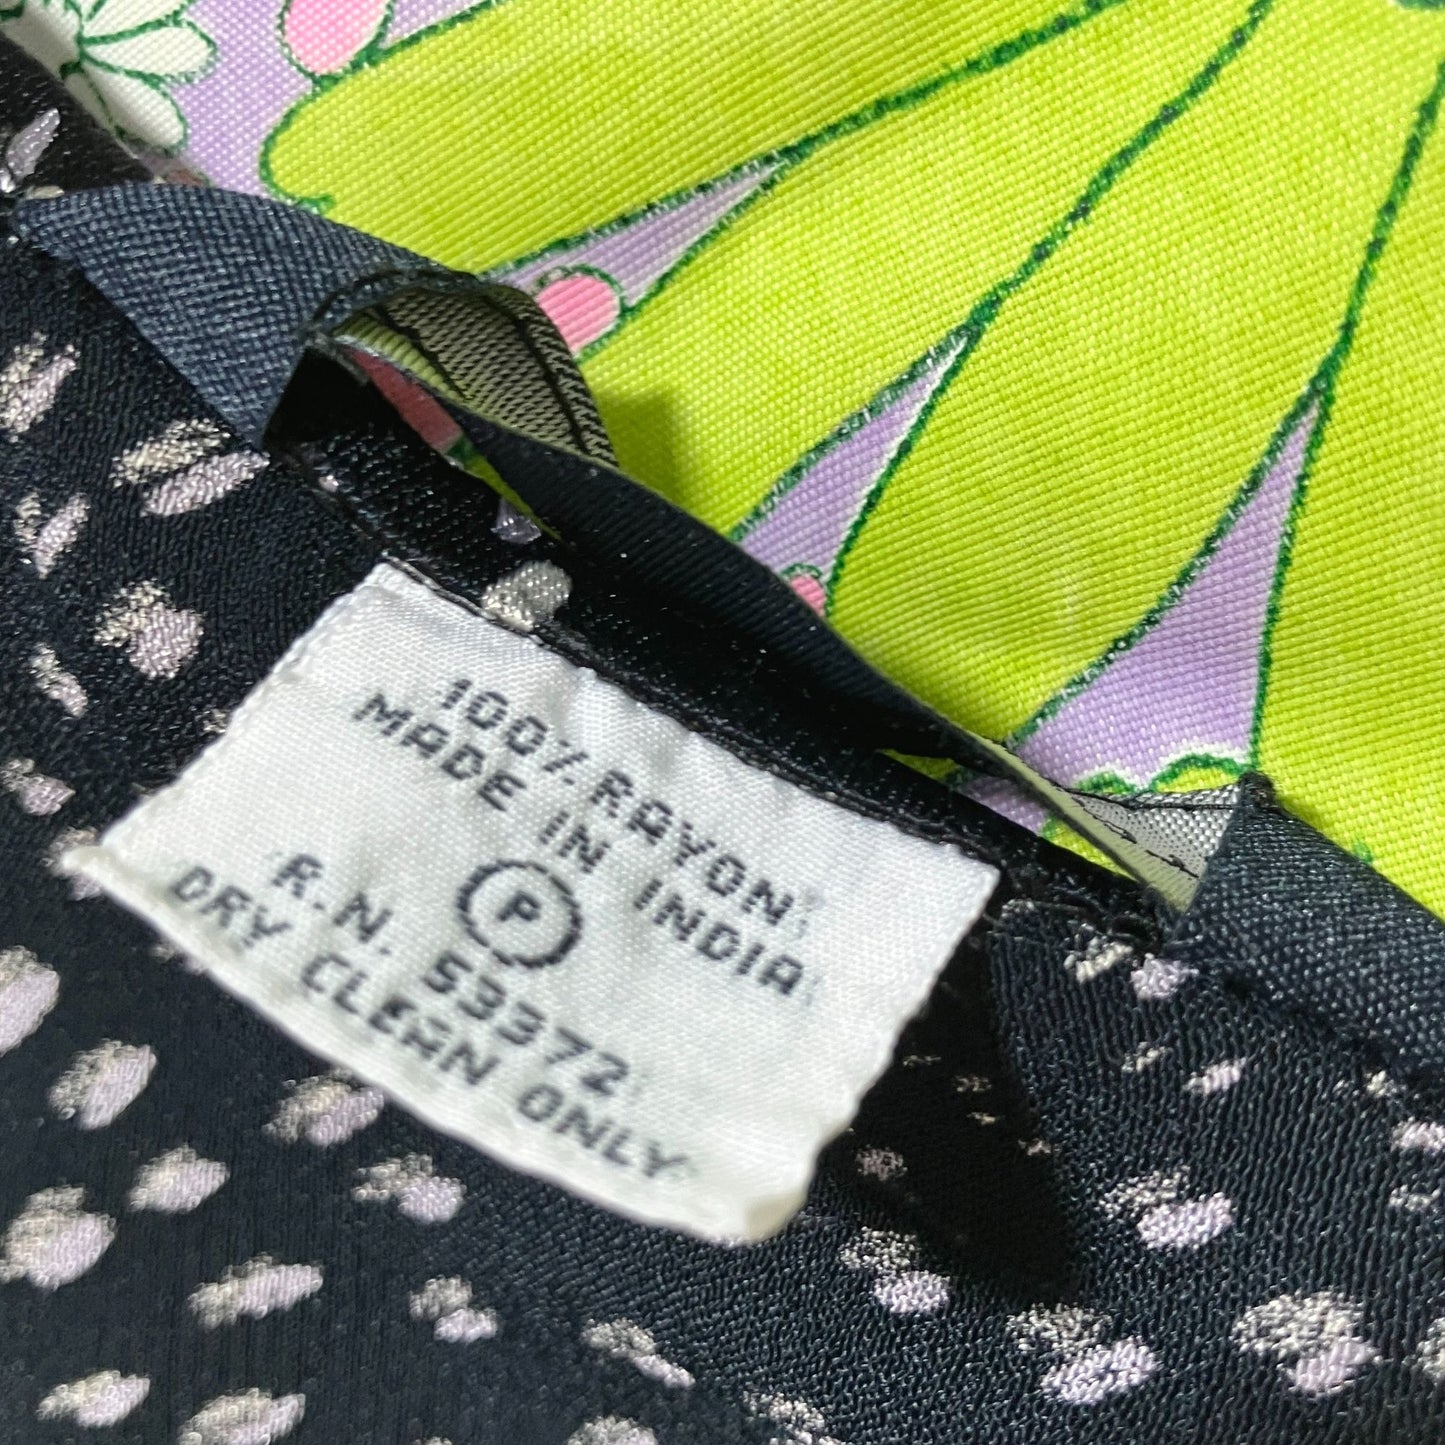 100% RAYON
MADE IN INDIA
P
R.N. 53372
DRY CLEAN ONLY